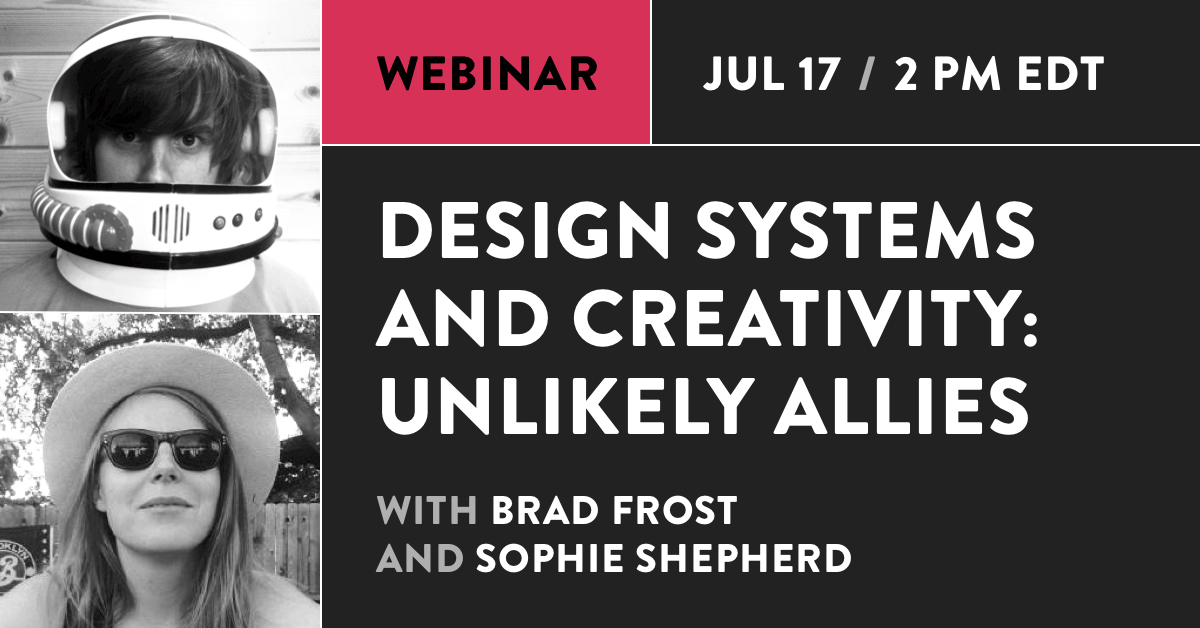 WEBINAR
JUL 17 / 2 PM EDT
DESIGN SYSTEMS
AND CREATIVITY:
UNLIKELY ALLIES
WITH BRAD FROST
AND SOPHIE SHEPHERD